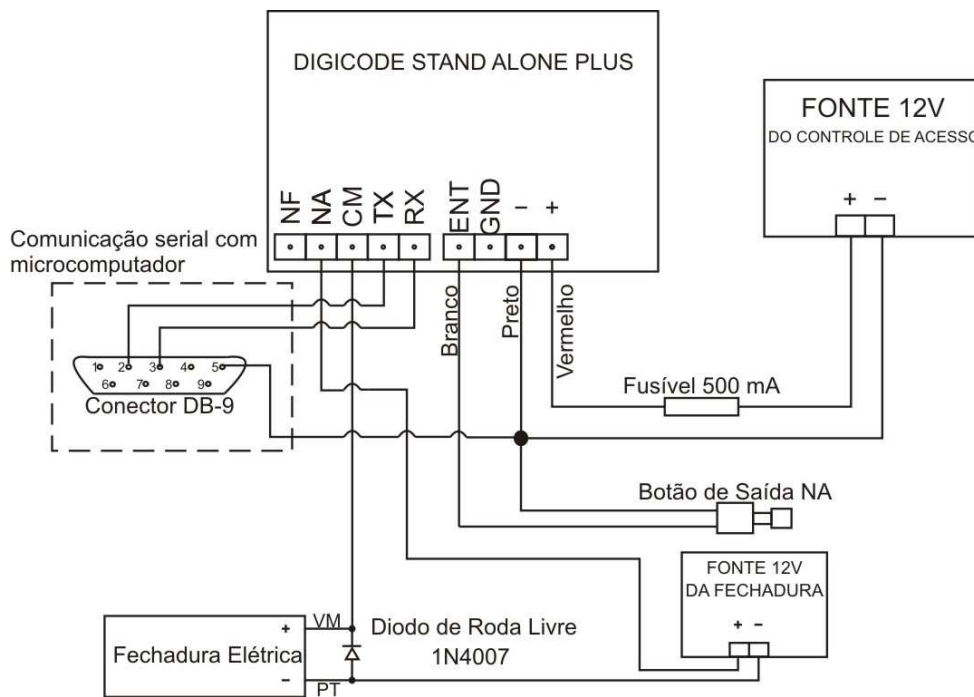 DIGICODE STAND ALONE PLUS
FONTE 12V
DO CONTROLE DE ACESSO
+ −
NF NA CM TX RX ENT GND − +
Comunicação serial com
microcomputador
1 2 3 4 5
6 7 8 9
Conector DB-9
Branco
Preto
Vermelho
Fusível 500 mA
Botão de Saída NA
FONTE 12V
DA FECHADURA
+ −
Fechadura Elétrica
+
−
VM
PT
Diodo de Roda Livre
1N4007